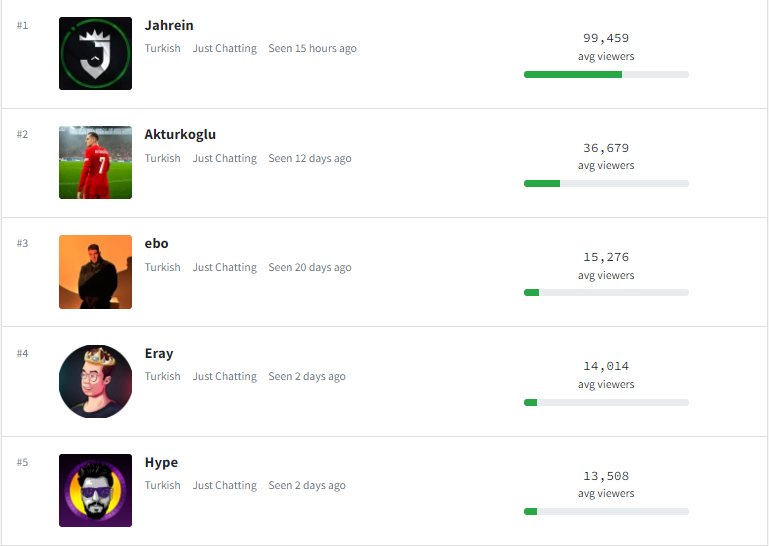 #1
Jahrein
Turkish Just Chatting Seen 15 hours ago
99,459
avg viewers
#2
Akturkoglu
Turkish Just Chatting Seen 12 days ago
36,679
avg viewers
7
#3
ebo
Turkish Just Chatting Seen 20 days ago
15,276
avg viewers
#4
Eray
Turkish Just Chatting Seen 2 days ago
14,014
avg viewers
#5
Hype
Turkish Just Chatting Seen 2 days ago
13,508
avg viewers